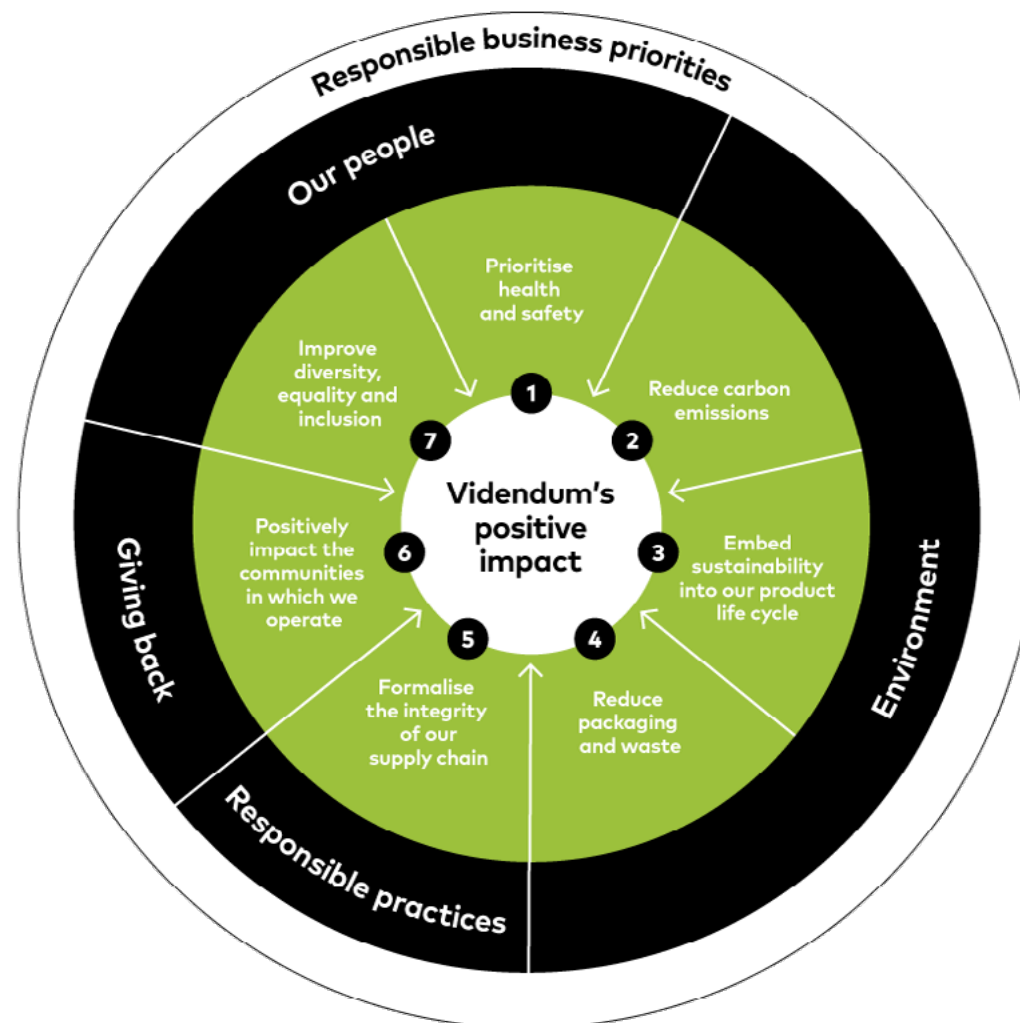 Responsible business priorities
Our people
Environment
Responsible practices
Giving back
Videndum's
positive
impact
1
Prioritise
health
and safety
2
Reduce carbon
emissions
3
Embed
sustainability
into our product
life cycle
4
Reduce
packaging
and waste
5
Formalise
the integrity
of our
supply chain
6
Positively
impact the
communities
in which we
operate
7
Improve
diversity,
equality and
inclusion